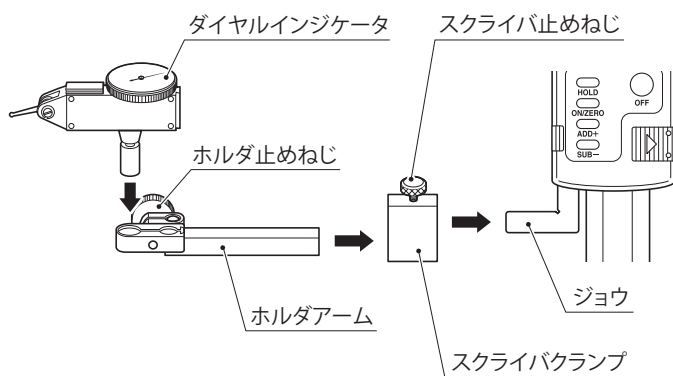 ダイヤルインジケータ
スクライバ止めねじ
HOLD
ON/ZERO
OFF
ADD+
SUB−
ホルダ止めねじ
ホルダアーム
ジョウ
スクライバクランプ